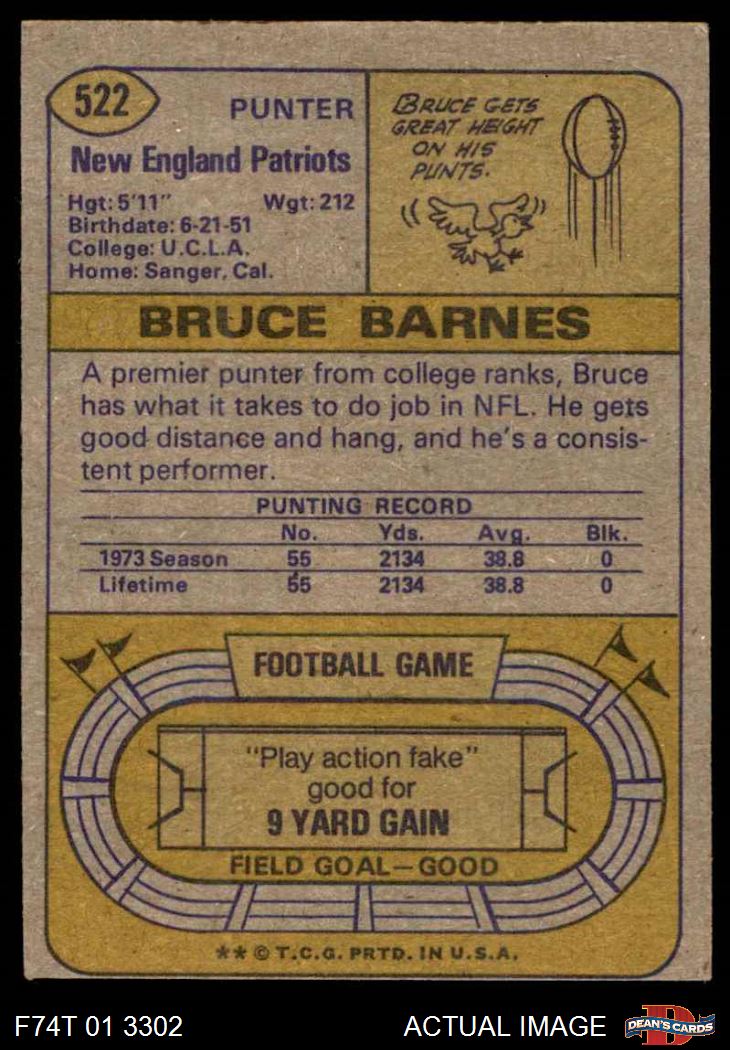 522
PUNTER
New England Patriots
Hgt: 5'11" Wgt: 212
Birthdate: 6-21-51
College: U.C.L.A.
Home: Sanger, Cal.
BRUCE GETS
GREAT HEIGHT
ON HIS
PUNTS.
BRUCE BARNES
A premier punter from college ranks, Bruce
has what it takes to do job in NFL. He gets
good distance and hang, and he's a consis-
tent performer.
PUNTING RECORD
No. Yds. Avg. Blk.
1973 Season 55 2134 38.8 0
Lifetime 55 2134 38.8 0
FOOTBALL GAME
"Play action fake"
good for
9 YARD GAIN
FIELD GOAL—GOOD
** © T.C.G. PRTD. IN U.S.A.
F74T 01 3302 ACTUAL IMAGE
D
DEAN'S CARDS